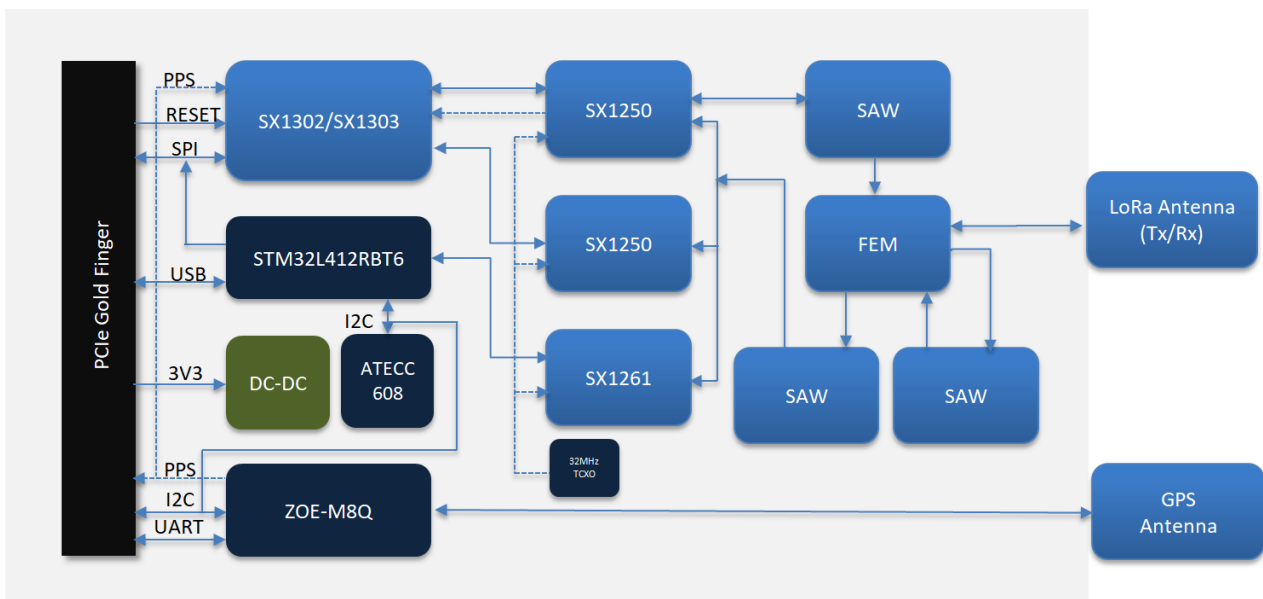 PCIe Gold Finger
PPS
RESET
SPI
USB
3V3
PPS
I2C
UART
SX1302/SX1303
STM32L412RBT6
I2C
DC-DC
ATECC
608
ZOE-M8Q
SX1250
SX1250
SX1261
32MHz
TCXO
SAW
FEM
SAW
SAW
LoRa Antenna
(Tx/Rx)
GPS
Antenna